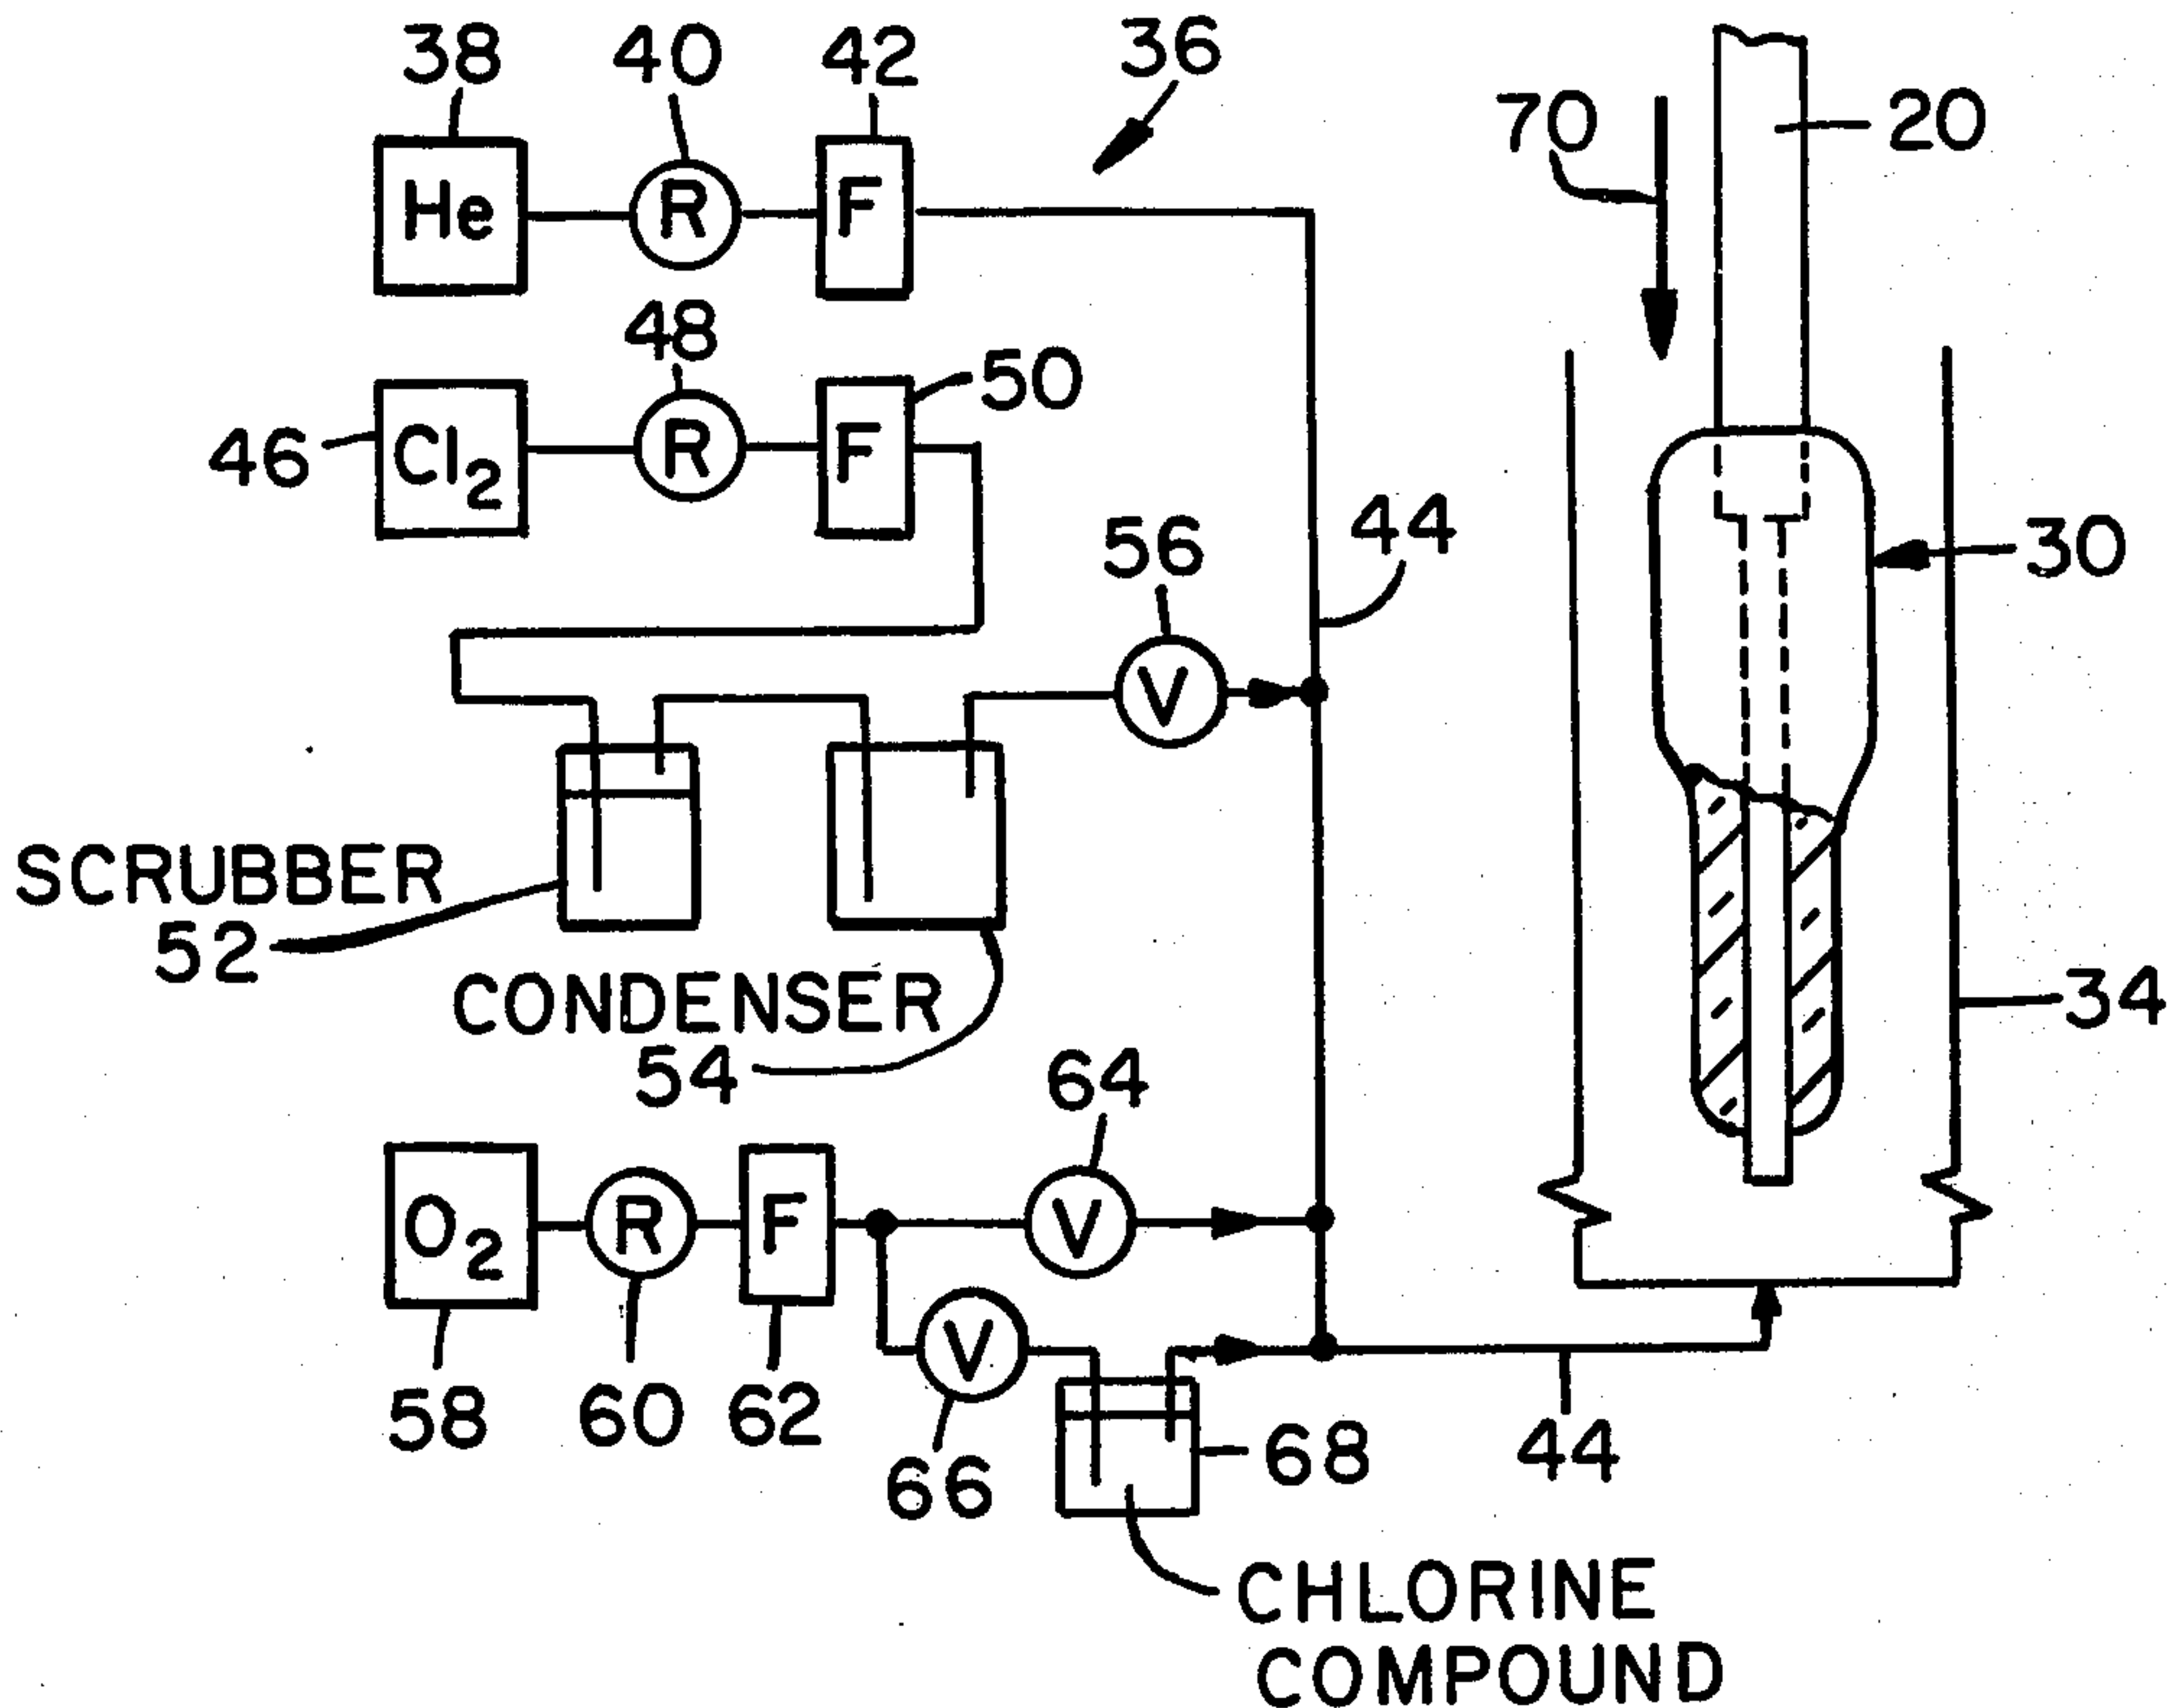 38 40 42 36
70 20
He R F
48
50
46 Cl2 R F
44
56 30
V
SCRUBBER
52
34
CONDENSER
54 64
O2 R F V
V
58 60 62 68 44
66
CHLORINE
COMPOUND